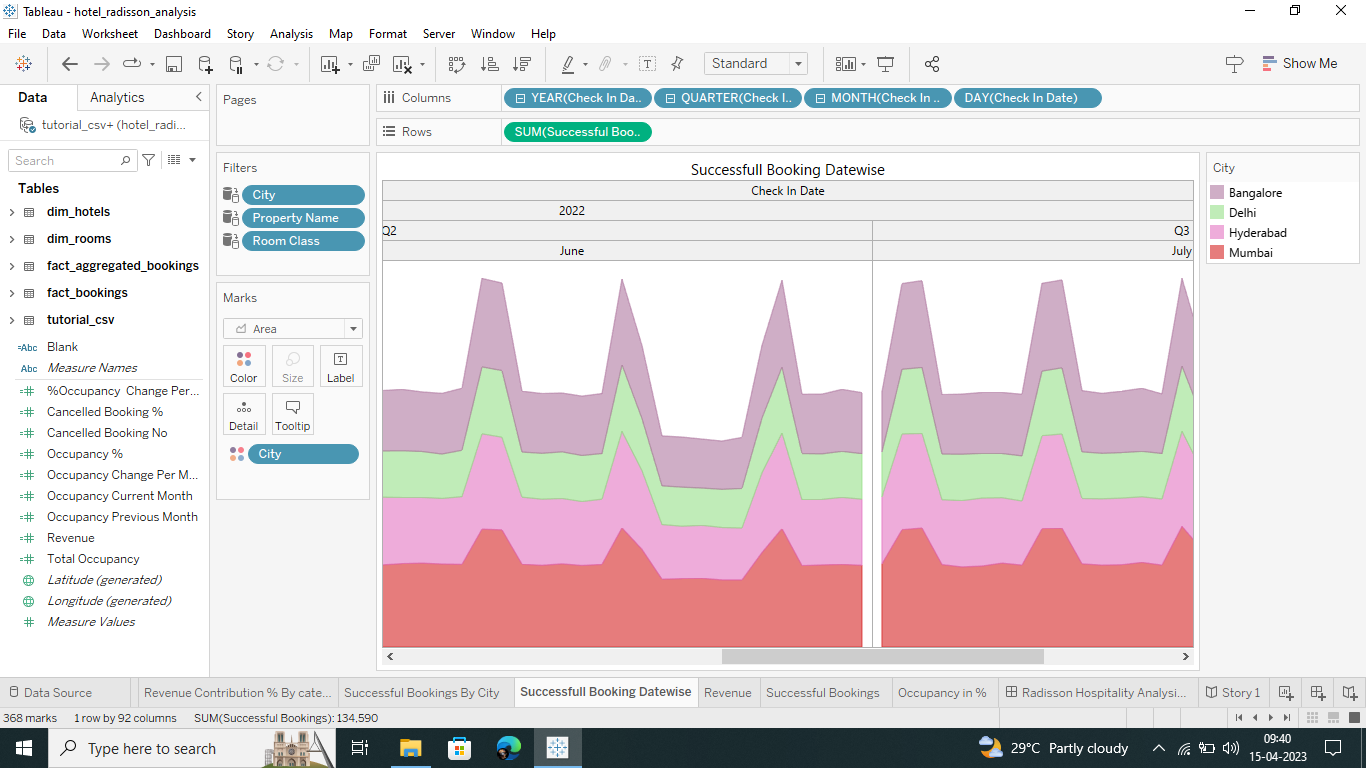 Tableau - hotel_radisson_analysis
File Data Worksheet Dashboard Story Analysis Map Format Server Window Help
Standard
Show Me
Data Analytics
tutorial_csv+ (hotel_radi...
Search
Tables
dim_hotels
dim_rooms
fact_aggregated_bookings
fact_bookings
tutorial_csv
=Abc Blank
Abc Measure Names
%Occupancy Change Per...
Cancelled Booking %
Cancelled Booking No
Occupancy %
Occupancy Change Per M...
Occupancy Current Month
Occupancy Previous Month
Revenue
Total Occupancy
Latitude (generated)
Longitude (generated)
Measure Values
Pages
Filters
City
Property Name
Room Class
Marks
Area
Color Size Label
Detail Tooltip
City
Columns YEAR(Check In Da.. QUARTER(Check I.. MONTH(Check In .. DAY(Check In Date)
Rows SUM(Successful Boo..
Successfull Booking Datewise
Check In Date
2022
Q2 Q3
June July
City
Bangalore
Delhi
Hyderabad
Mumbai
Data Source Revenue Contribution % By cate... Successful Bookings By City Successfull Booking Datewise Revenue Successful Bookings Occupancy in % Radisson Hospitality Analysi... Story 1
368 marks 1 row by 92 columns SUM(Successful Bookings): 134,590
Type here to search
29°C Partly cloudy
09:40
15-04-2023